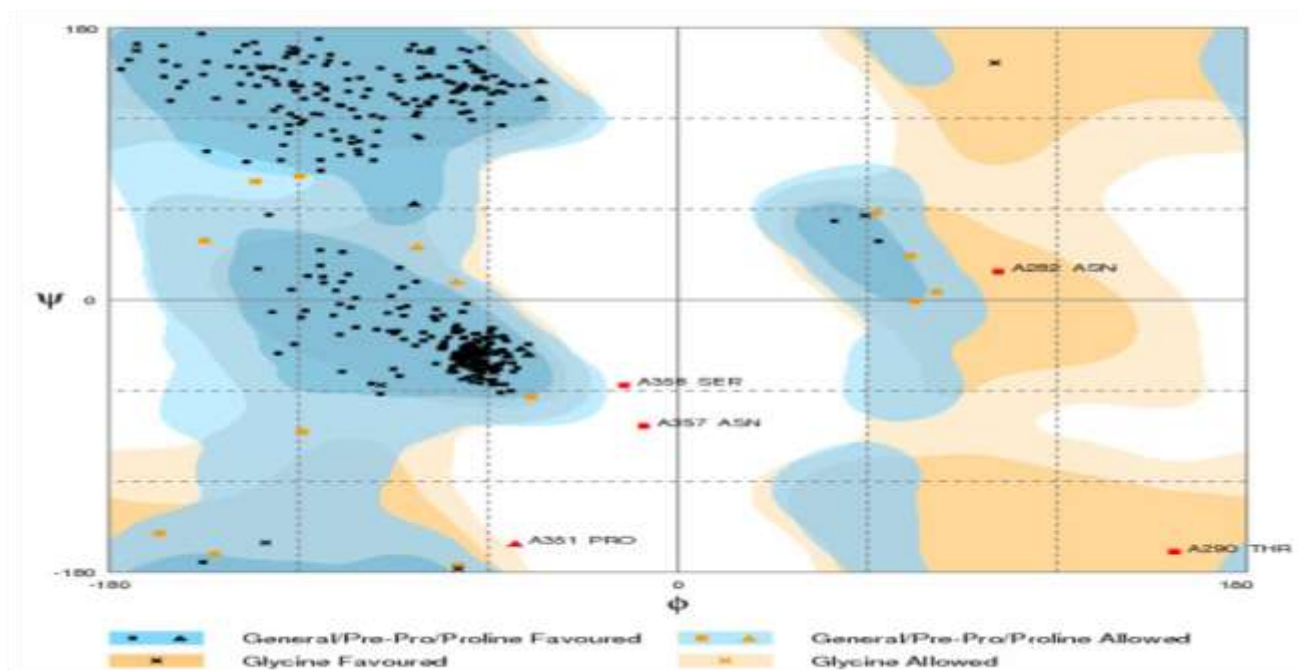 180
A282 ASN
Ψ 0
A356 SER
A357 ASN
A351 PRO
A290 THR
-180
-180 0 180
ϕ
General/Pre-Pro/Proline Favoured General/Pre-Pro/Proline Allowed
Glycine Favoured Glycine Allowed